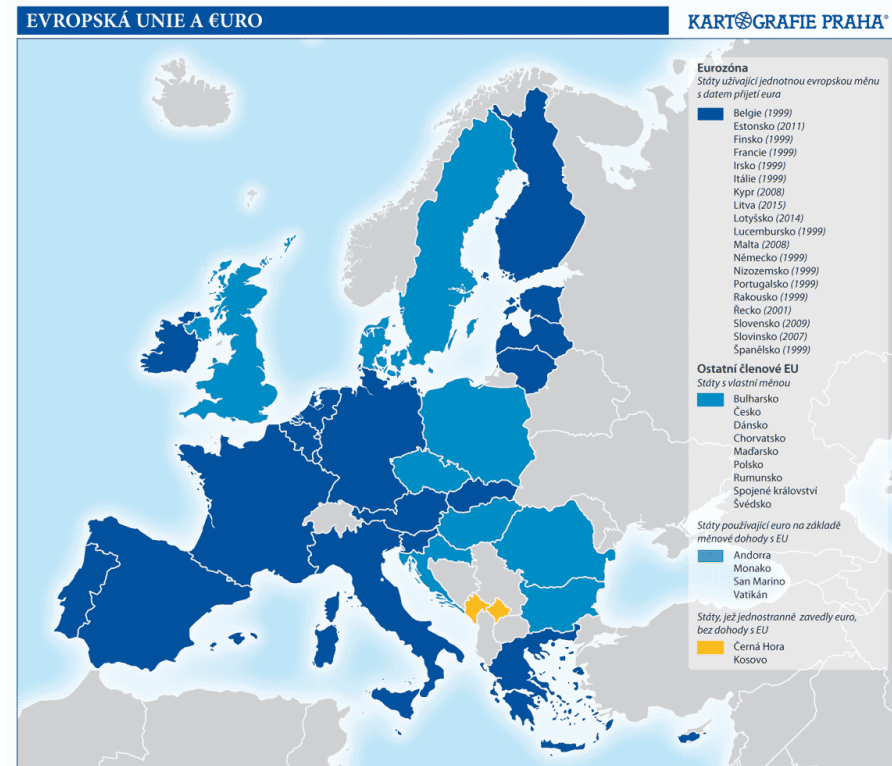 EVROPSKÁ UNIE A €URO
KARTOGRAFIE PRAHA®
Eurozóna
Státy užívající jednotnou evropskou měnu
s datem přijetí eura
Belgie (1999)
Estonsko (2011)
Finsko (1999)
Francie (1999)
Irsko (1999)
Itálie (1999)
Kypr (2008)
Litva (2015)
Lotyšsko (2014)
Lucembursko (1999)
Malta (2008)
Německo (1999)
Nizozemsko (1999)
Portugalsko (1999)
Rakousko (1999)
Řecko (2001)
Slovensko (2009)
Slovinsko (2007)
Španělsko (1999)
Ostatní členové EU
Státy s vlastní měnou
Bulharsko
Česko
Dánsko
Chorvatsko
Maďarsko
Polsko
Rumunsko
Spojené království
Švédsko
Státy používající euro na základě
měnové dohody s EU
Andorra
Monako
San Marino
Vatikán
Státy, jež jednostranně zavedly euro,
bez dohody s EU
Černá Hora
Kosovo